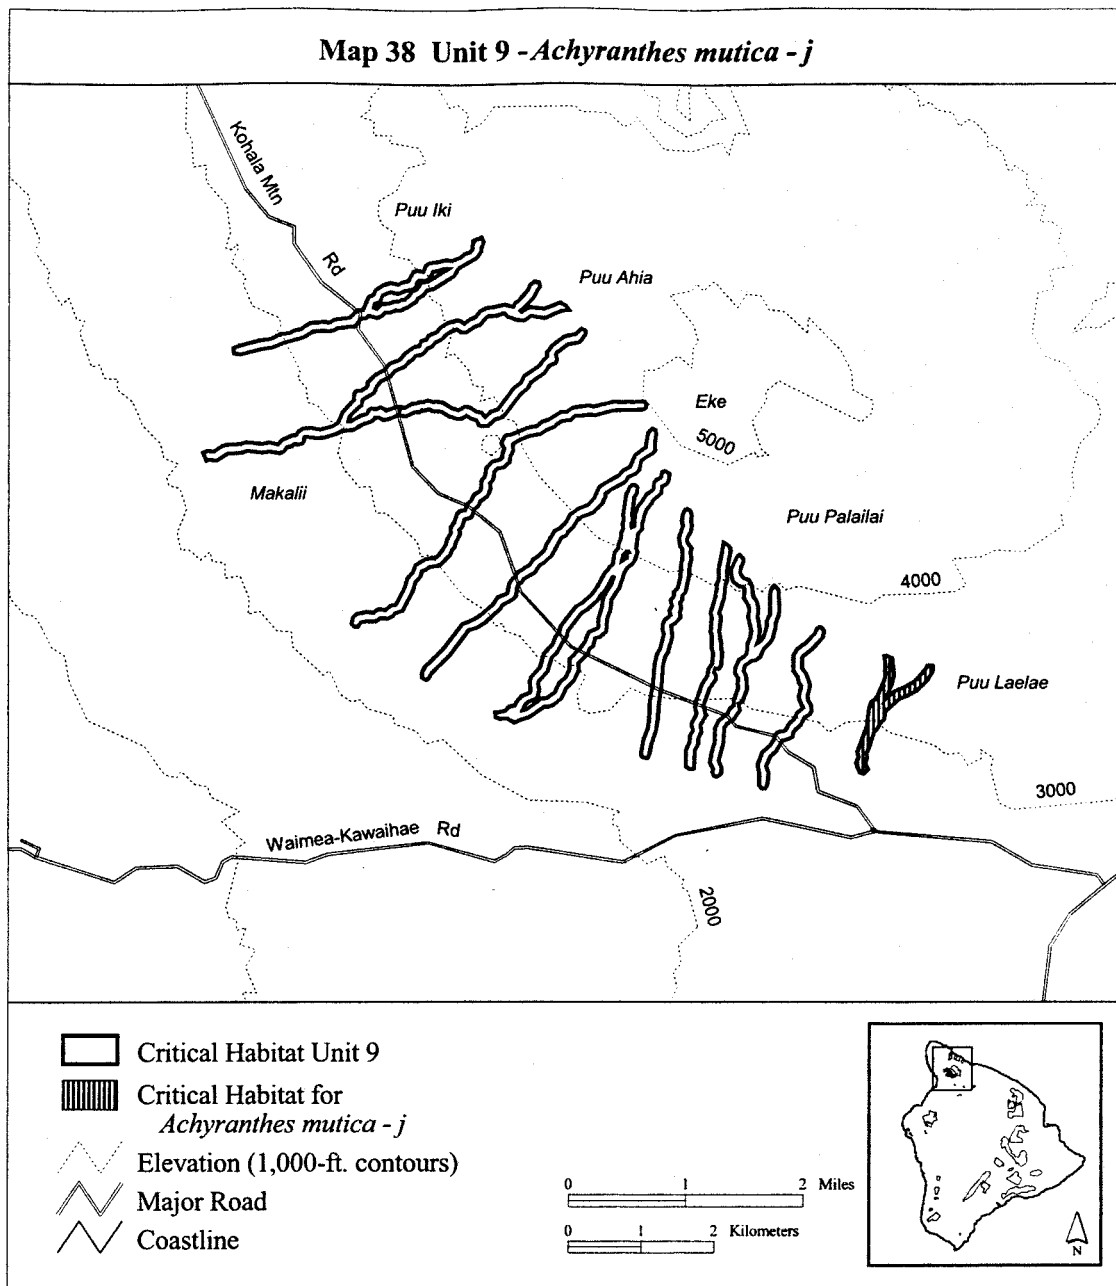 Map 38 Unit 9 - Achyranthes mutica - j
Kohala Mtn
Rd
Puu Iki
Puu Ahia
Eke
5000
Makalii
Puu Palailai
4000
Puu Laelae
3000
Waimea-Kawaihae Rd
2000
Critical Habitat Unit 9
Critical Habitat for
Achyranthes mutica - j
Elevation (1,000-ft. contours)
Major Road
Coastline
0 1 2 Miles
0 1 2 Kilometers
N